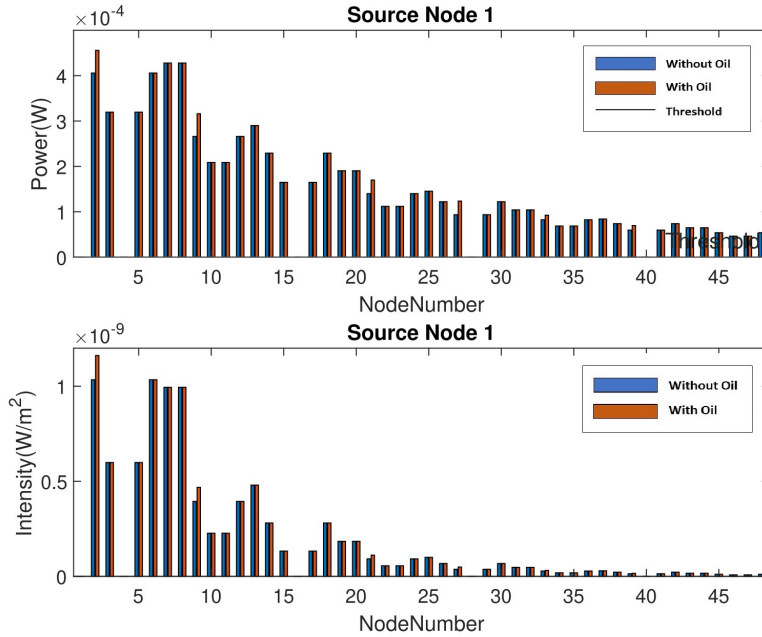 ×10-4
Source Node 1
Power(W)
4
3
2
1
0
Without Oil
With Oil
Threshold
Threshold
5 10 15 20 25 30 35 40 45
NodeNumber
×10-9
Source Node 1
Intensity(W/m2)
1
0.5
0
Without Oil
With Oil
5 10 15 20 25 30 35 40 45
NodeNumber